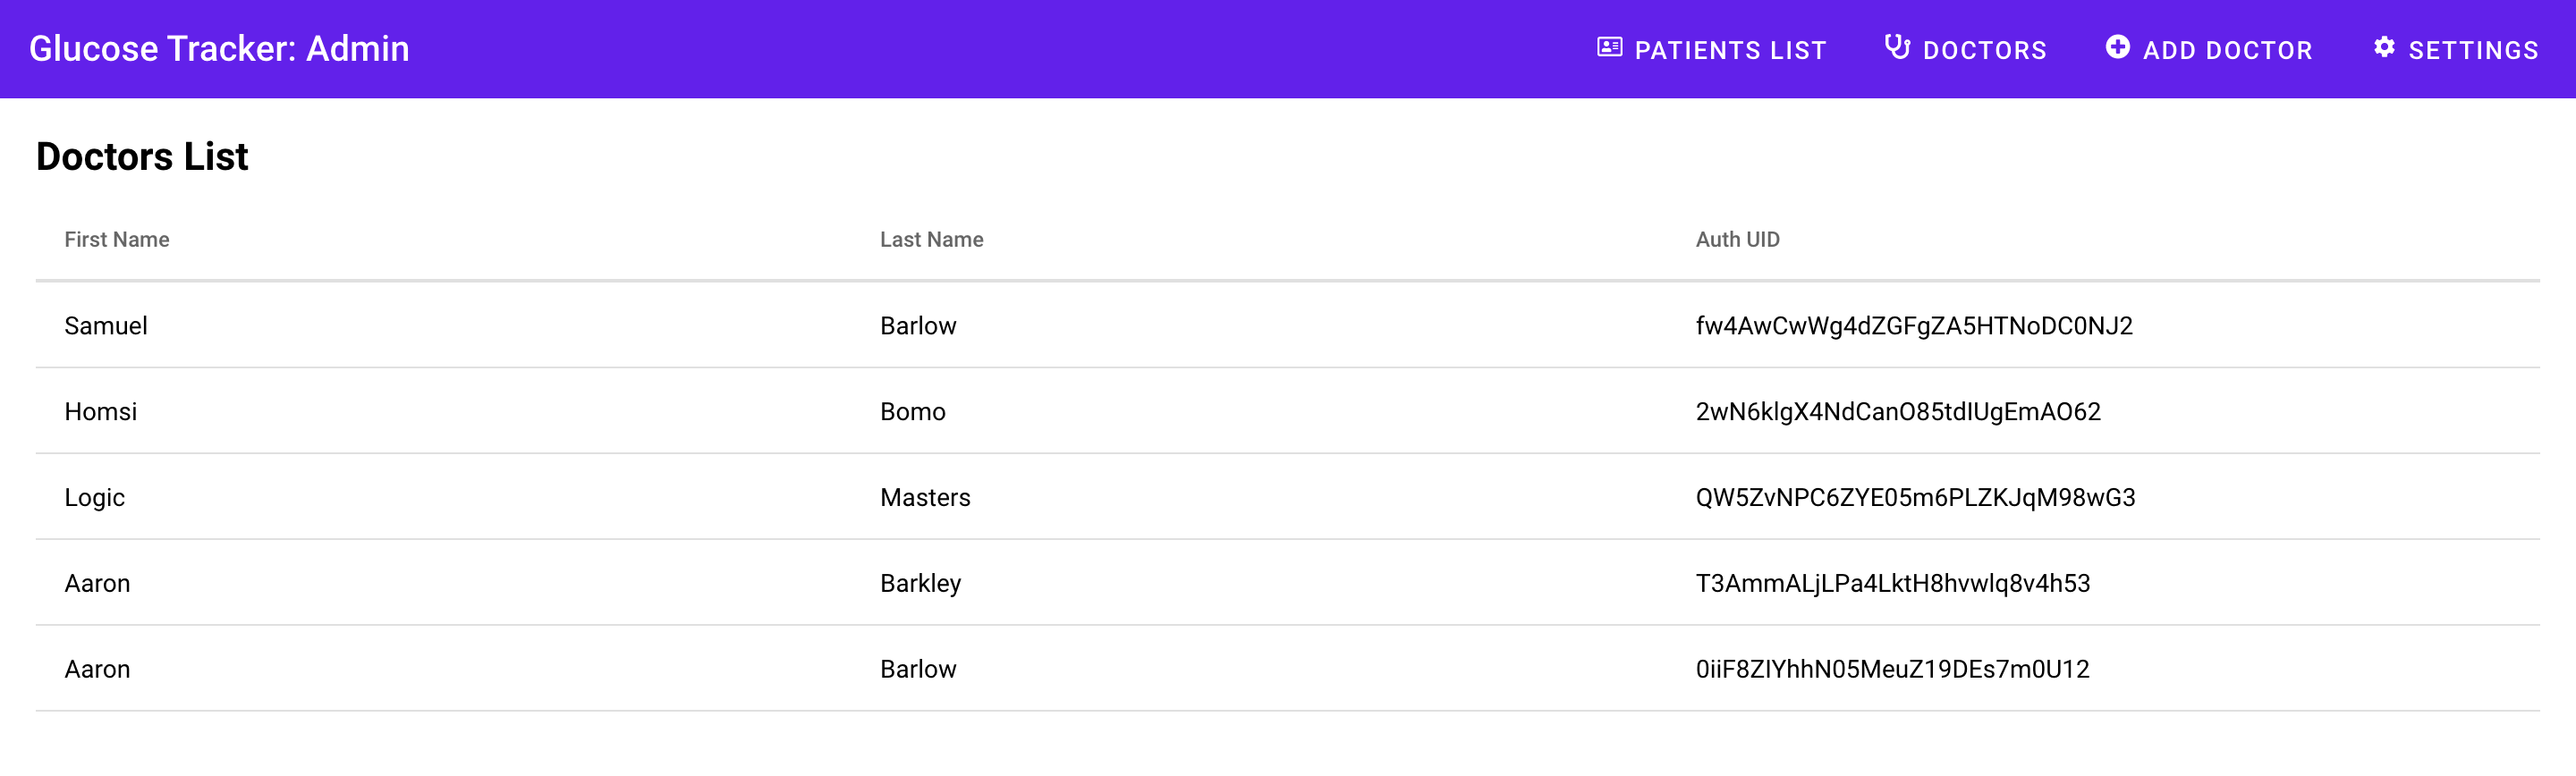 Glucose Tracker: Admin PATIENTS LIST DOCTORS ADD DOCTOR SETTINGS
Doctors List
First Name Last Name Auth UID
Samuel Barlow fw4AwCwWg4dZGFgZA5HTNoDC0NJ2
Homsi Bomo 2wN6klgX4NdCanO85tdIUgEmAO62
Logic Masters QW5ZvNPC6ZYE05m6PLZKJqM98wG3
Aaron Barkley T3AmmALjLPa4LktH8hvwlq8v4h53
Aaron Barlow 0iiF8ZIYhhN05MeuZ19DEs7m0U12